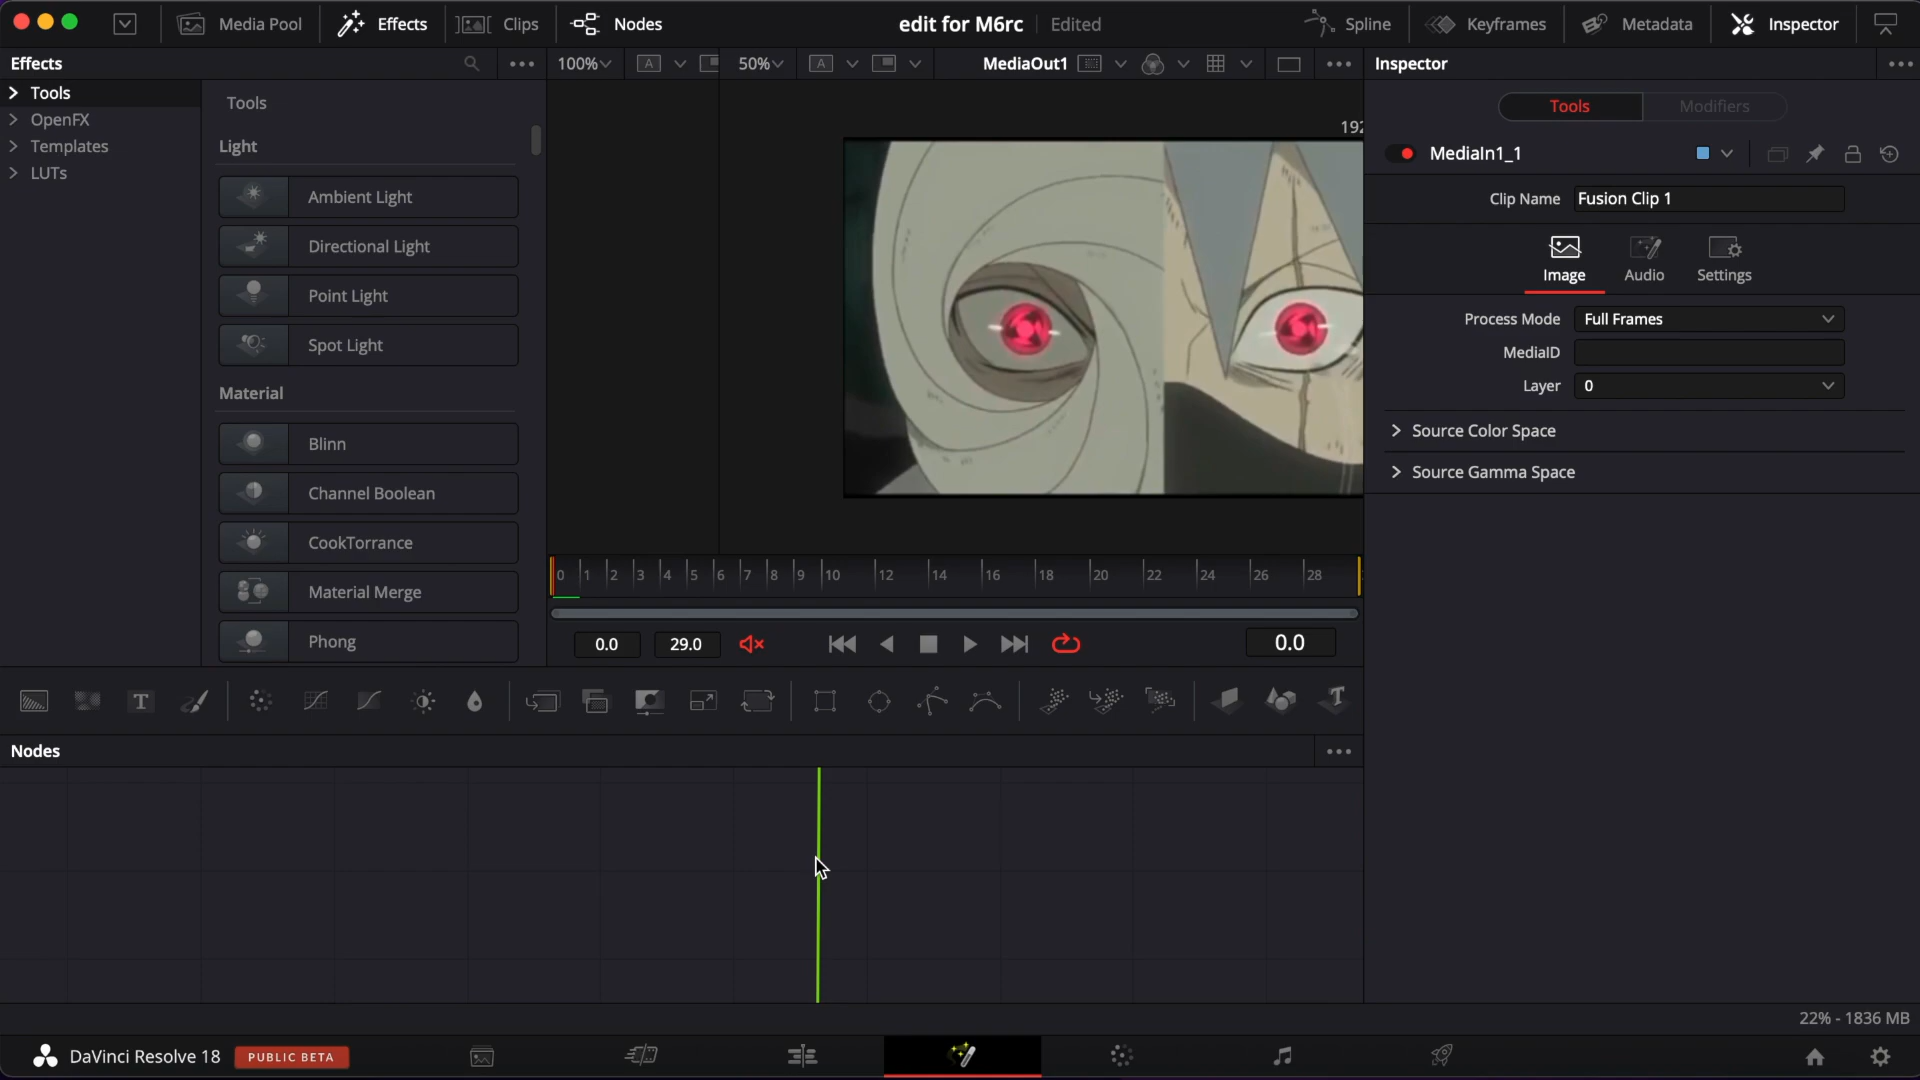 Media Pool
Effects
Clips
Nodes
edit for M6rc
Edited
Spline
Keyframes
Metadata
Inspector
Effects
100%
A
50%
A
MediaOut1
Inspector
Tools
OpenFX
Templates
LUTs
Tools
Light
Ambient Light
Directional Light
Point Light
Spot Light
Material
Blinn
Channel Boolean
CookTorrance
Material Merge
Phong
192
Tools
Modifiers
MediaIn1_1
Clip Name
Fusion Clip 1
Image
Audio
Settings
Process Mode
Full Frames
MediaID
Layer
0
Source Color Space
Source Gamma Space
0 1 2 3 4 5 6 7 8 9 10 12 14 16 18 20 22 24 26 28
0.0
29.0
0.0
T
T
Nodes
22% - 1836 MB
DaVinci Resolve 18
PUBLIC BETA